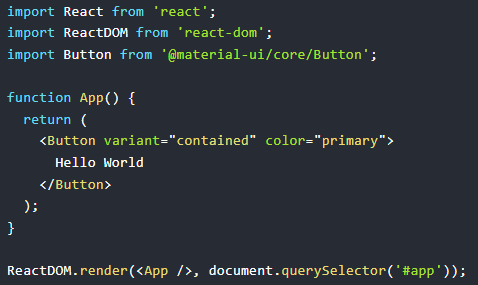 import React from 'react';
import ReactDOM from 'react-dom';
import Button from '@material-ui/core/Button';

function App() {
  return (
    <Button variant="contained" color="primary">
      Hello World
    </Button>
  );
}

ReactDOM.render(<App />, document.querySelector('#app'));